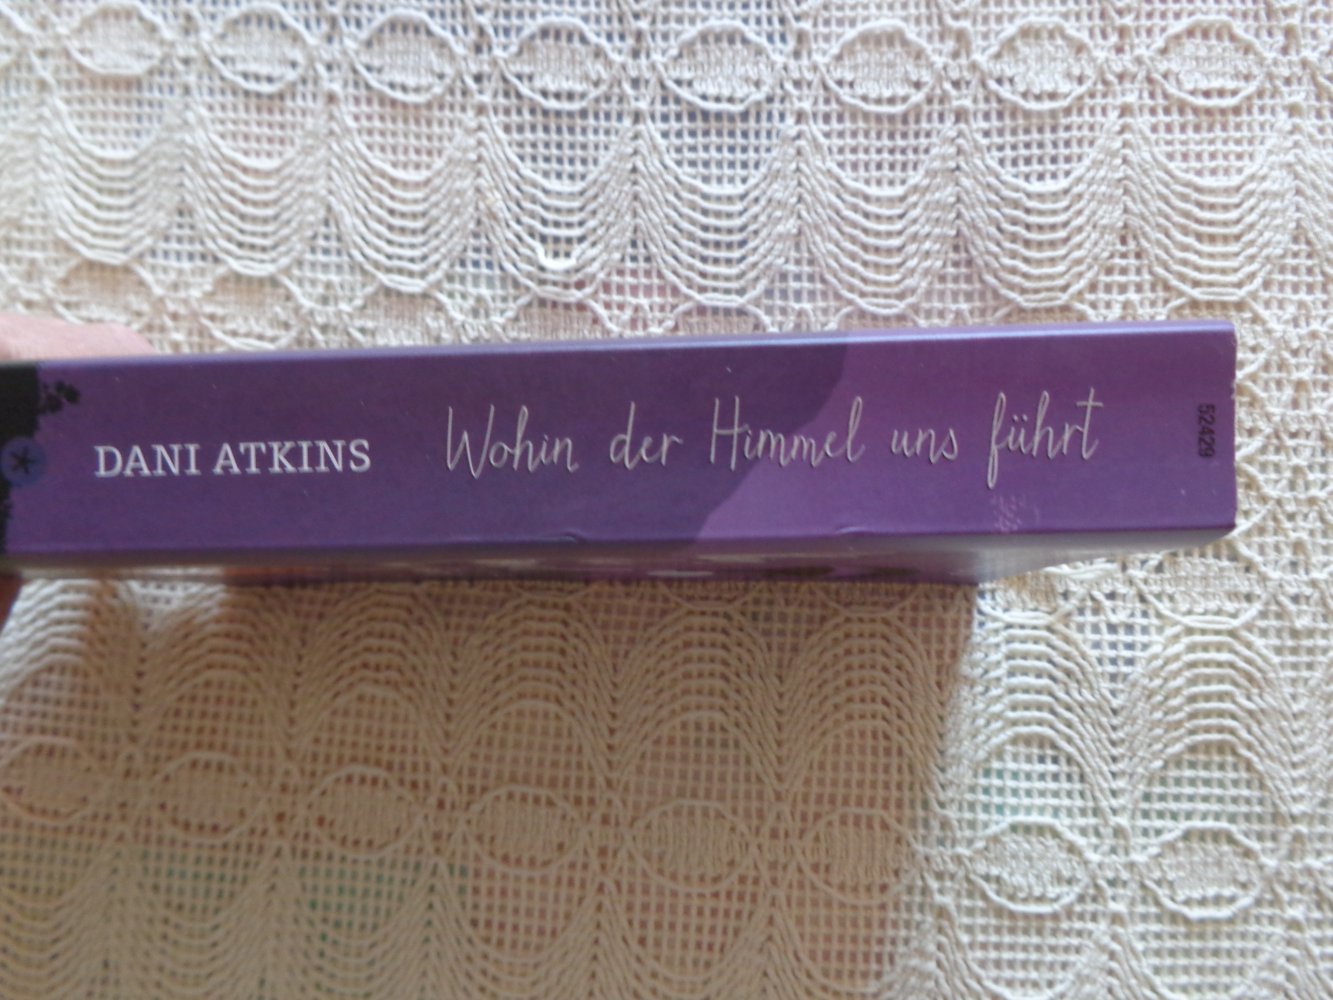 DANI ATKINS
Wohin der Himmel uns führt
52429